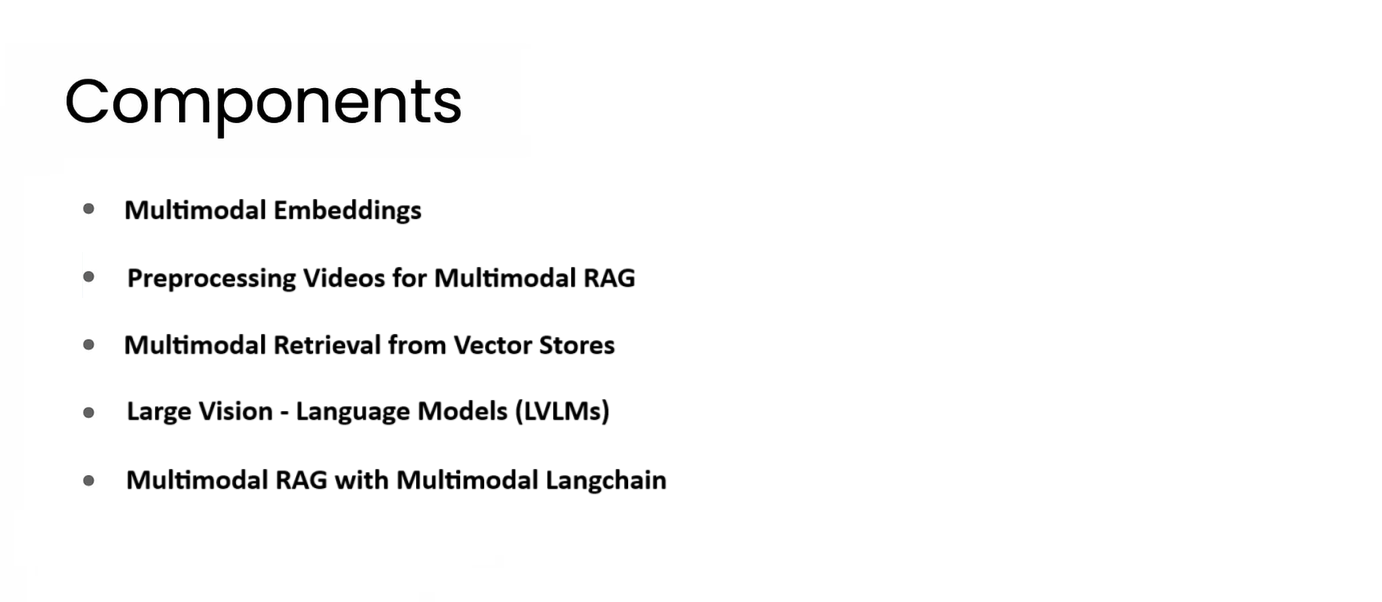 Components
• Multimodal Embeddings
• Preprocessing Videos for Multimodal RAG
• Multimodal Retrieval from Vector Stores
• Large Vision - Language Models (LVLMs)
• Multimodal RAG with Multimodal Langchain